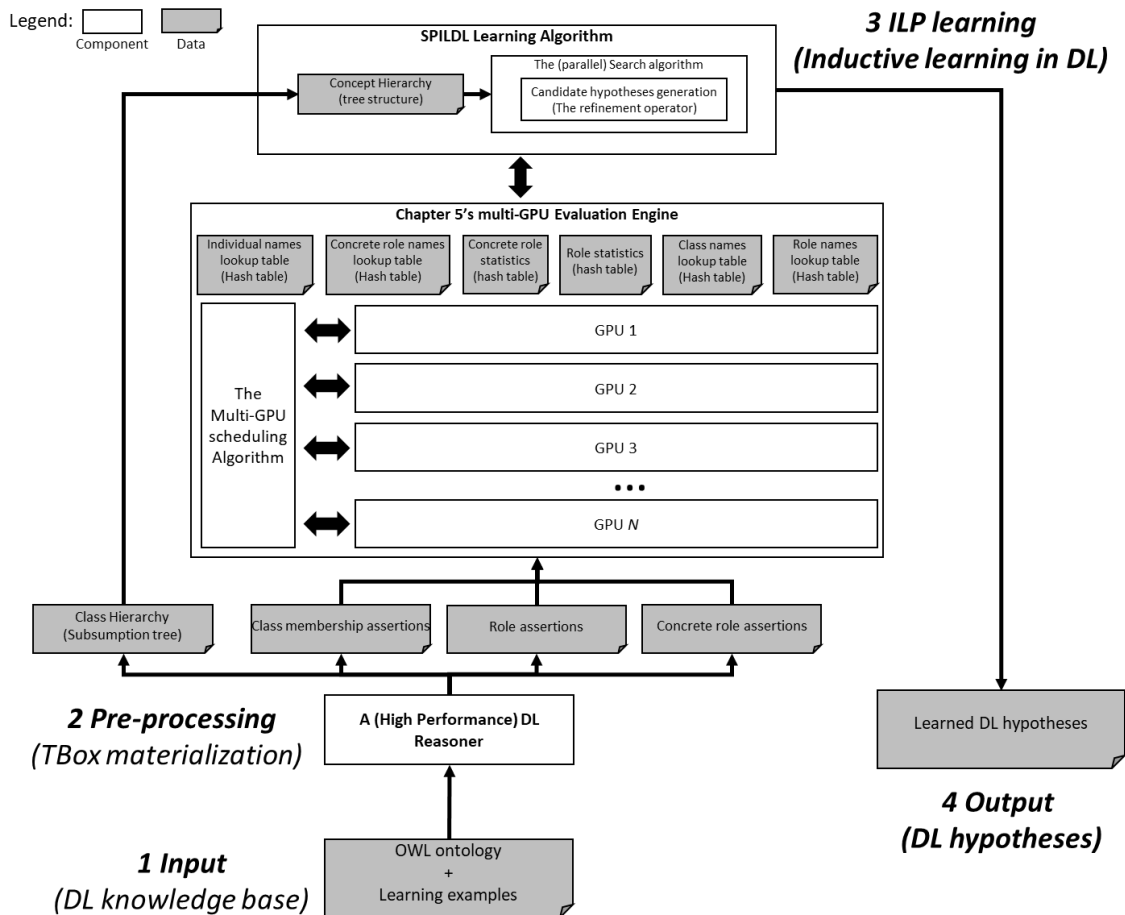 Legend:
Component
Data
SPILDL Learning Algorithm
3 ILP learning
(Inductive learning in DL)
Concept Hierarchy
(tree structure)
The (parallel) Search algorithm
Candidate hypotheses generation
(The refinement operator)
Chapter 5's multi-GPU Evaluation Engine
Individual names
lookup table
(Hash table)
Concrete role names
lookup table
(Hash table)
Concrete role
statistics
(hash table)
Role statistics
(hash table)
Class names
lookup table
(Hash table)
Role names
lookup table
(Hash table)
The
Multi-GPU
scheduling
Algorithm
GPU 1
GPU 2
GPU 3
...
GPU N
Class Hierarchy
(Subsumption tree)
Class membership assertions
Role assertions
Concrete role assertions
2 Pre-processing
(TBox materialization)
A (High Performance) DL
Reasoner
Learned DL hypotheses
4 Output
(DL hypotheses)
1 Input
(DL knowledge base)
OWL ontology
+
Learning examples